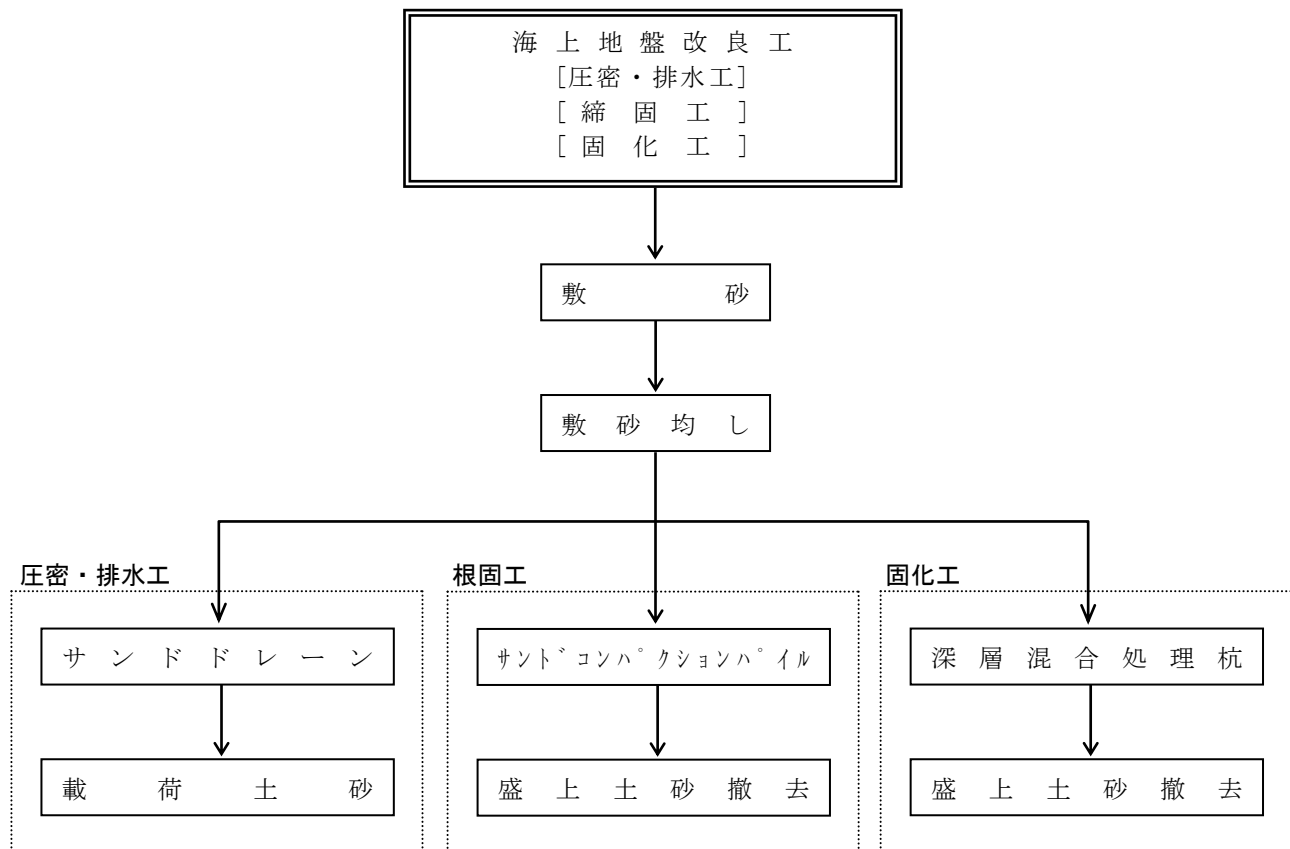 海上地盤改良工
[圧密・排水工]
[締固工]
[固化工]
敷砂
敷砂均し
圧密・排水工
サンドドレーン
載荷土砂
根固工
ｻﾝﾄﾞｺﾝﾊﾟｸｼｮﾝﾊﾟｲﾙ
盛上土砂撤去
固化工
深層混合処理杭
盛上土砂撤去